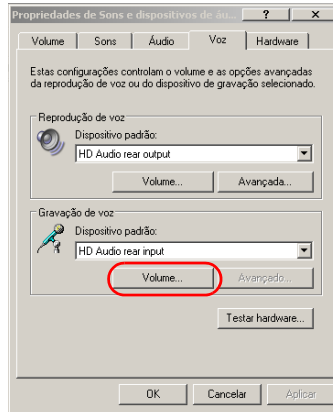 Propriedades de Sons e dispositivos de áu...
Volume Sons Áudio Voz Hardware
Estas configurações controlam o volume e as opções avançadas
da reprodução de voz ou do dispositivo de gravação selecionado.
Reprodução de voz
Dispositivo padrão:
HD Audio rear output
Volume... Avançada...
Gravação de voz
Dispositivo padrão:
HD Audio rear input
Volume... Avançado...
Testar hardware...
OK Cancelar Aplicar